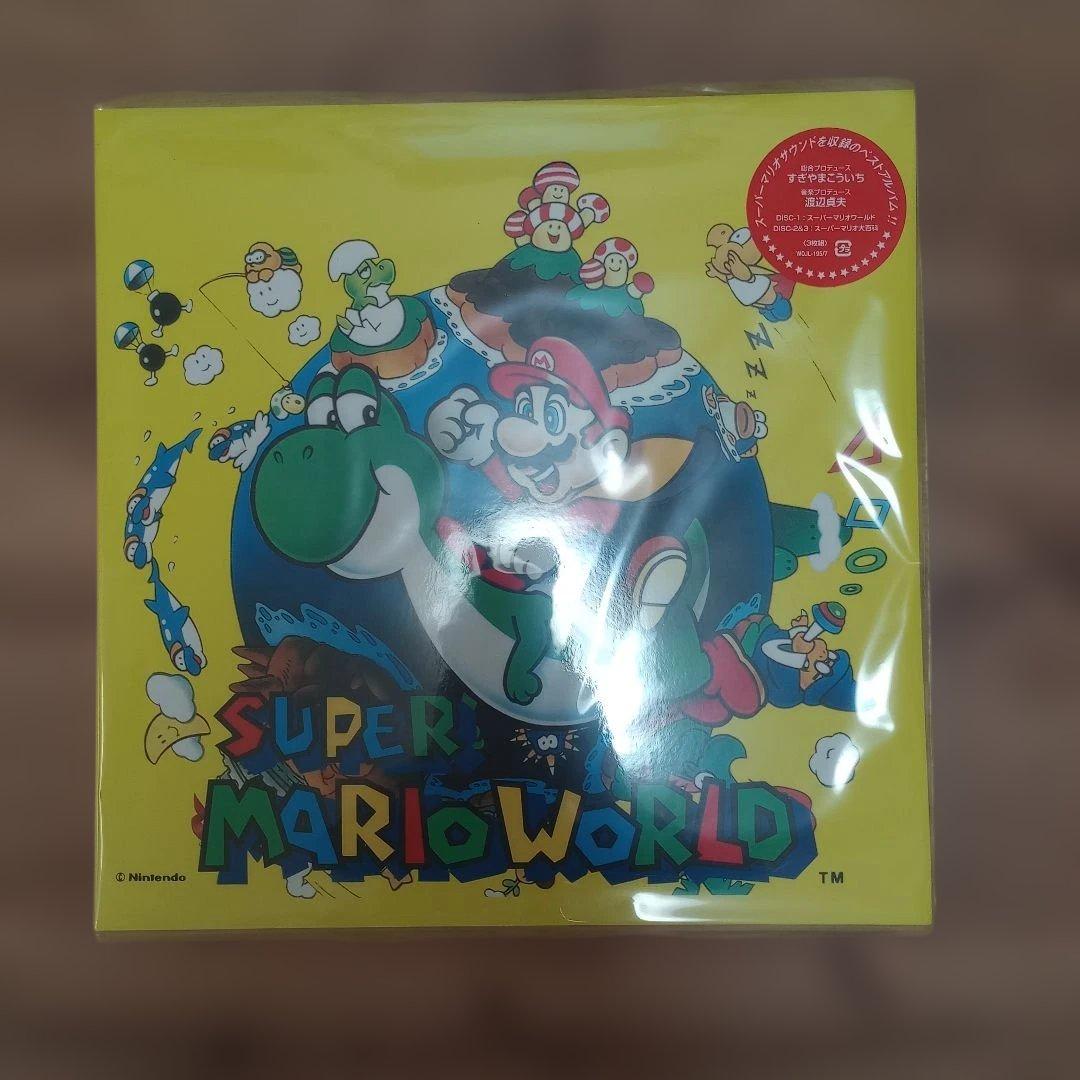 スーパーマリオサウンドを収録のベストアルバム!!
総合プロデュース
すぎやまこういち
音楽プロデュース
渡辺貞夫
DISC-1:スーパーマリオワールド
DISC-2&3:スーパーマリオ大百科
〈3枚組〉
WQJL-195/7
Z Z Z Z
SUPER
MARIO WORLD
TM
© Nintendo